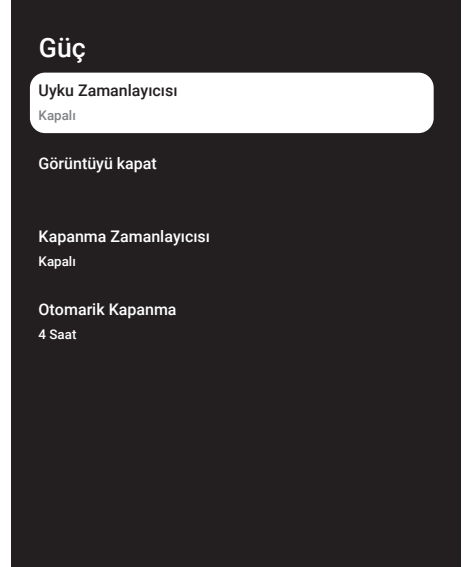 Güç
Uyku Zamanlayıcısı
Kapalı
Görüntüyü kapat
Kapanma Zamanlayıcısı
Kapalı
Otomarik Kapanma
4 Saat